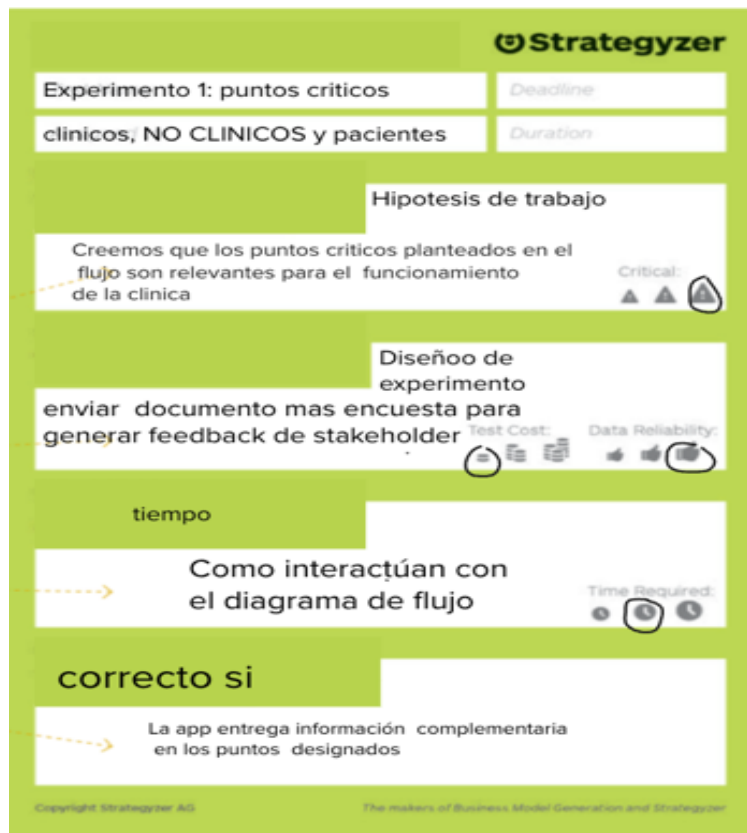 Strategyzer
Experimento 1: puntos criticos
Deadline
clinicos, NO CLINICOS y pacientes
Duration
Hipotesis de trabajo
Creemos que los puntos criticos planteados en el
flujo son relevantes para el funcionamiento
de la clinica
Critical:
Diseñoo de
experimento
enviar documento mas encuesta para
generar feedback de stakeholder
Test Cost:
Data Reliability:
tiempo
Como interactúan con
el diagrama de flujo
Time Required:
correcto si
La app entrega información complementaria
en los puntos designados
Copyright Strategyzer AG
The makers of Business Model Generation and Strategyzer